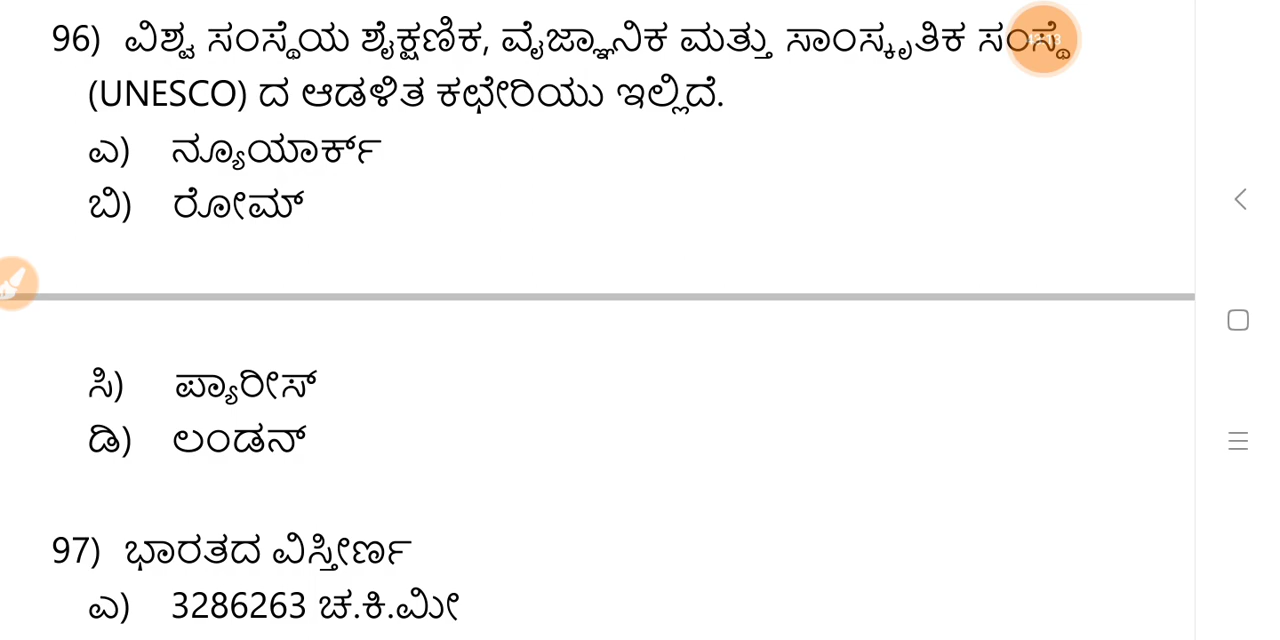 96) ವಿಶ್ವ ಸಂಸ್ಥೆಯ ಶೈಕ್ಷಣಿಕ, ವೈಜ್ಞಾನಿಕ ಮತ್ತು ಸಾಂಸ್ಕೃತಿಕ ಸಂಸ್ಥೆ
(UNESCO) ದ ಆಡಳಿತ ಕಛೇರಿಯು ಇಲ್ಲಿದೆ.
ಎ) ನ್ಯೂಯಾರ್ಕ್
ಬಿ) ರೋಮ್
ಸಿ) ಪ್ಯಾರೀಸ್
ಡಿ) ಲಂಡನ್
97) ಭಾರತದ ವಿಸ್ತೀರ್ಣ
ಎ) 3286263 ಚ.ಕಿ.ಮೀ